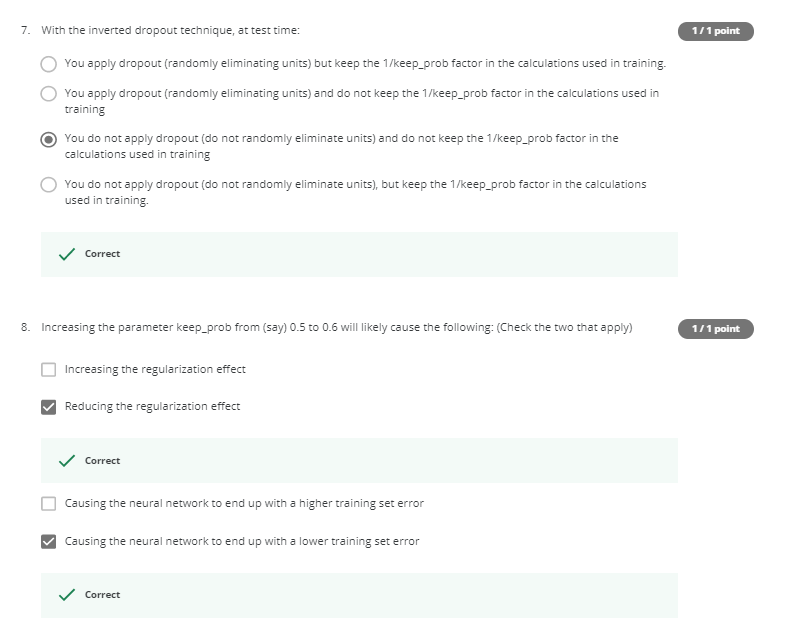 7. With the inverted dropout technique, at test time:
1 / 1 point
You apply dropout (randomly eliminating units) but keep the 1/keep_prob factor in the calculations used in training.
You apply dropout (randomly eliminating units) and do not keep the 1/keep_prob factor in the calculations used in
training
You do not apply dropout (do not randomly eliminate units) and do not keep the 1/keep_prob factor in the
calculations used in training
You do not apply dropout (do not randomly eliminate units), but keep the 1/keep_prob factor in the calculations
used in training.
Correct
8. Increasing the parameter keep_prob from (say) 0.5 to 0.6 will likely cause the following: (Check the two that apply)
1 / 1 point
Increasing the regularization effect
Reducing the regularization effect
Correct
Causing the neural network to end up with a higher training set error
Causing the neural network to end up with a lower training set error
Correct